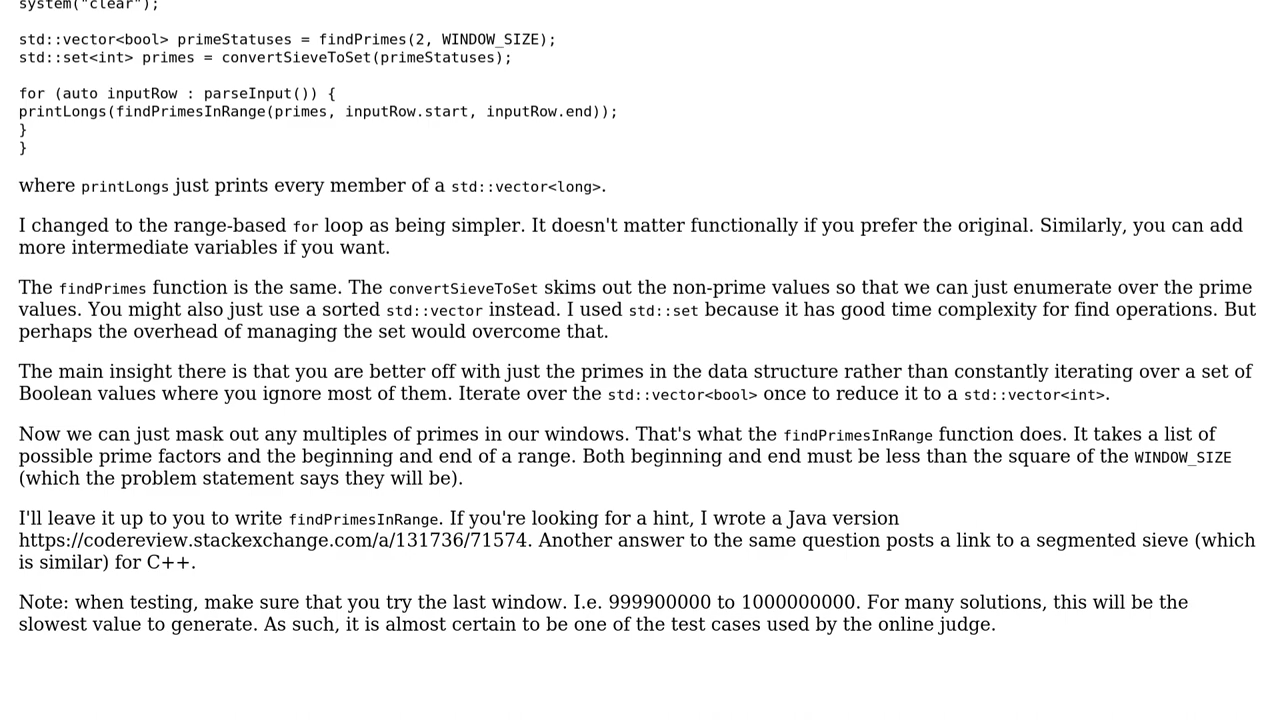 system("clear");
std::vector<bool> primeStatuses = findPrimes(2, WINDOW_SIZE);
std::set<int> primes = convertSieveToSet(primeStatuses);
for (auto inputRow : parseInput()) {
printLongs(findPrimesInRange(primes, inputRow.start, inputRow.end));
}
}
where printLongs just prints every member of a std::vector<long>.
I changed to the range-based for loop as being simpler. It doesn't matter functionally if you prefer the original. Similarly, you can add
more intermediate variables if you want.
The findPrimes function is the same. The convertSieveToSet skims out the non-prime values so that we can just enumerate over the prime
values. You might also just use a sorted std::vector instead. I used std::set because it has good time complexity for find operations. But
perhaps the overhead of managing the set would overcome that.
The main insight there is that you are better off with just the primes in the data structure rather than constantly iterating over a set of
Boolean values where you ignore most of them. Iterate over the std::vector<bool> once to reduce it to a std::vector<int>.
Now we can just mask out any multiples of primes in our windows. That's what the findPrimesInRange function does. It takes a list of
possible prime factors and the beginning and end of a range. Both beginning and end must be less than the square of the WINDOW_SIZE
(which the problem statement says they will be).
I'll leave it up to you to write findPrimesInRange. If you're looking for a hint, I wrote a Java version
https://codereview.stackexchange.com/a/131736/71574. Another answer to the same question posts a link to a segmented sieve (which
is similar) for C++.
Note: when testing, make sure that you try the last window. I.e. 999900000 to 1000000000. For many solutions, this will be the
slowest value to generate. As such, it is almost certain to be one of the test cases used by the online judge.